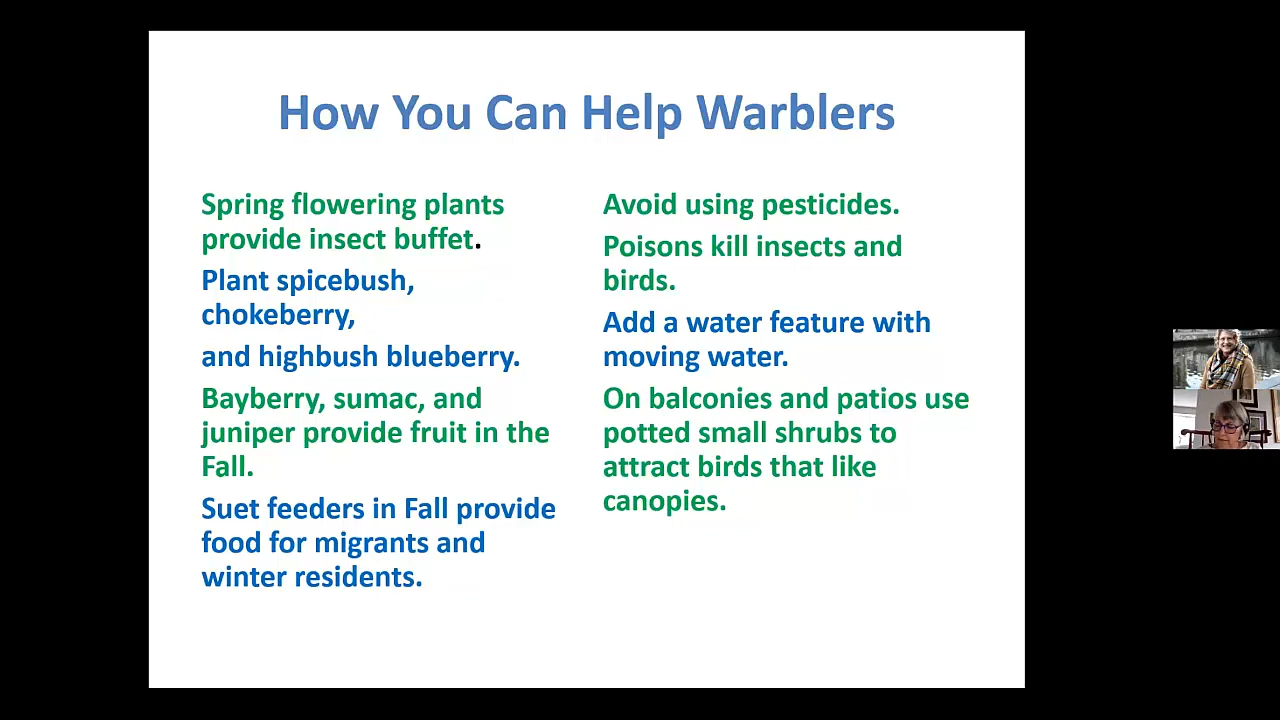 How You Can Help Warblers
Spring flowering plants
provide insect buffet.
Plant spicebush,
chokeberry,
and highbush blueberry.
Bayberry, sumac, and
juniper provide fruit in the
Fall.
Suet feeders in Fall provide
food for migrants and
winter residents.
Avoid using pesticides.
Poisons kill insects and
birds.
Add a water feature with
moving water.
On balconies and patios use
potted small shrubs to
attract birds that like
canopies.